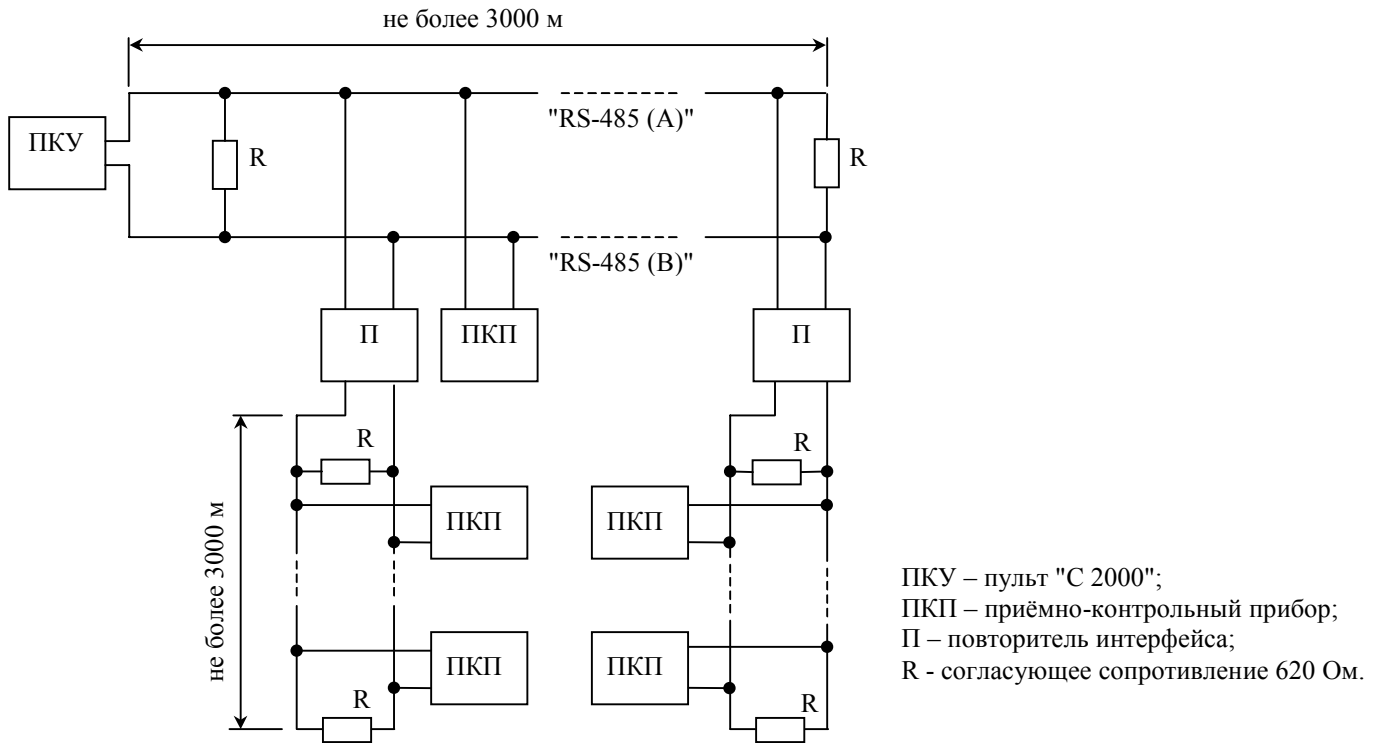 не более 3000 м
"RS-485 (A)"
ПКУ
R
R
"RS-485 (B)"
П
ПКП
П
R
R
не более 3000 м
ПКП
ПКП
ПКУ – пульт "С 2000";
ПКП – приёмно-контрольный прибор;
П – повторитель интерфейса;
R - согласующее сопротивление 620 Ом.
ПКП
ПКП
R
R